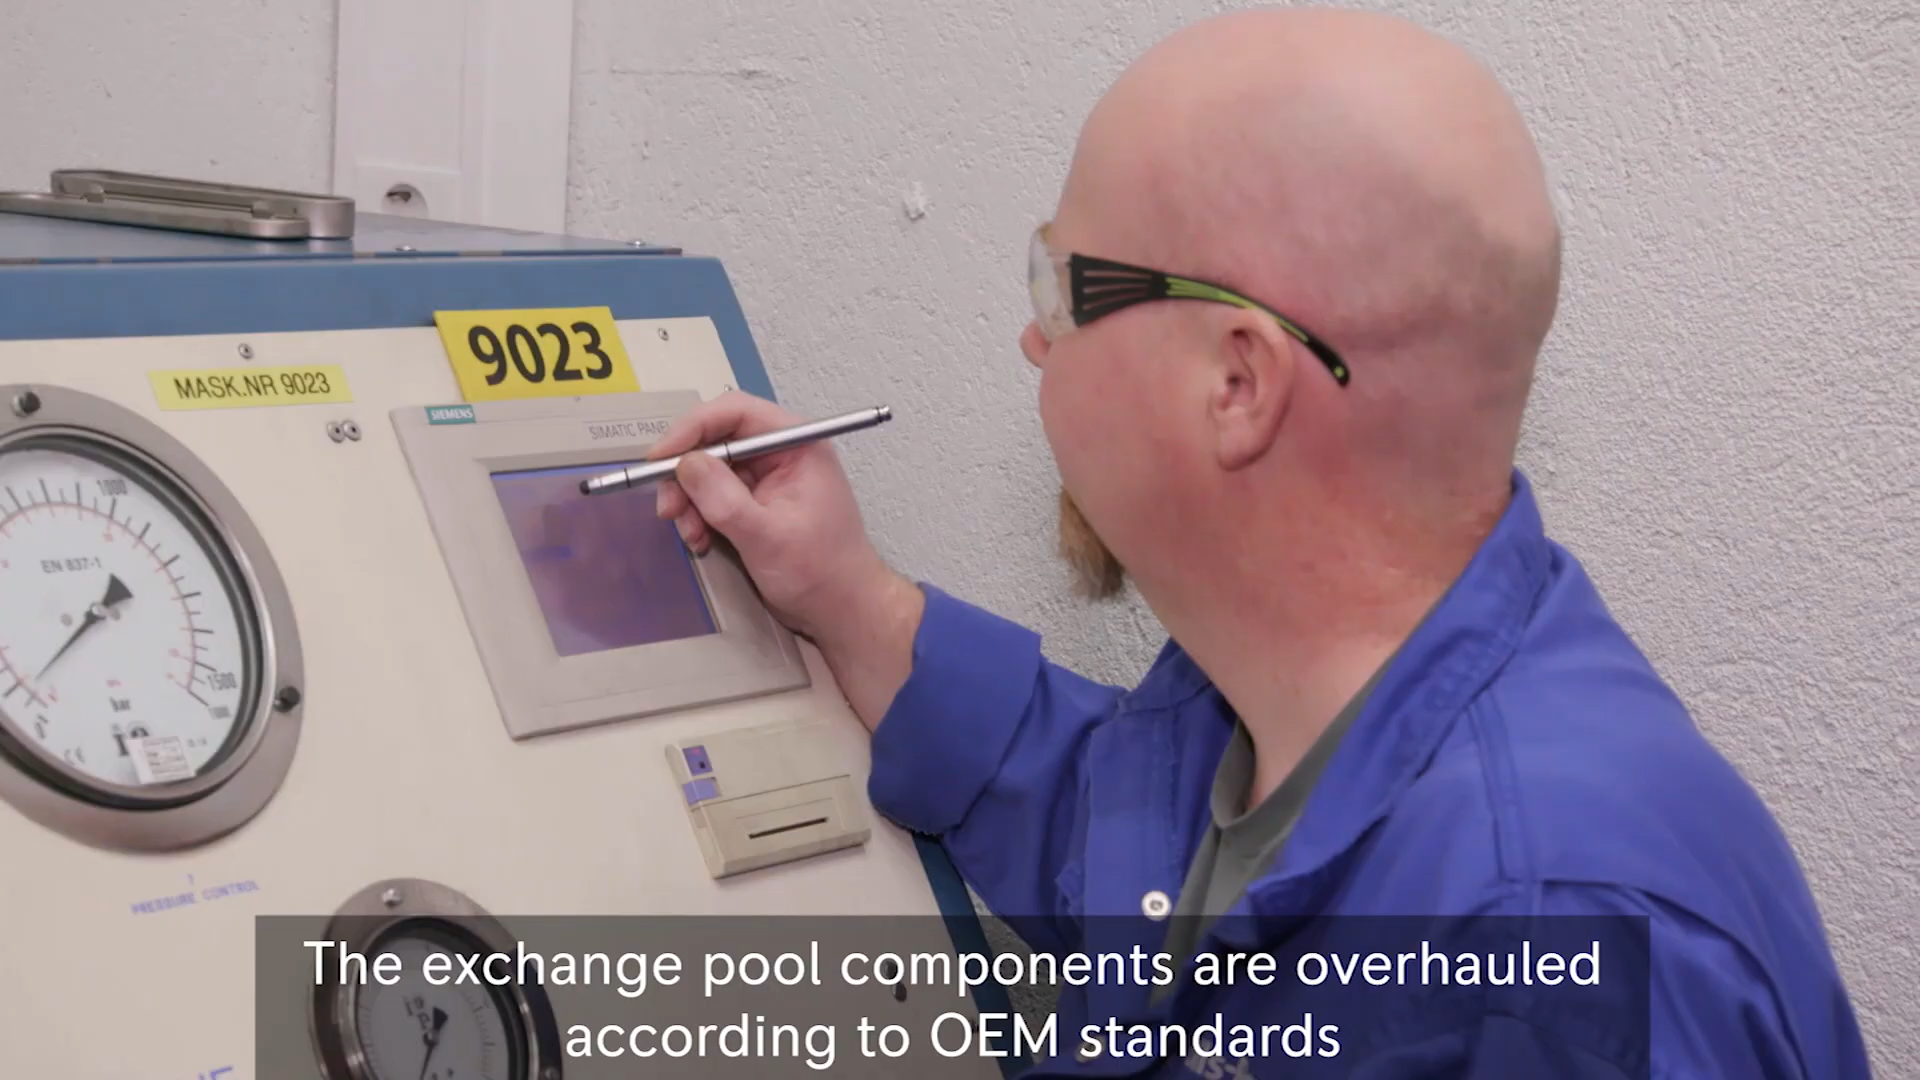 9023
MASK.NR 9023
SIEMENS
SIMATIC PANEL
1000
EN 837-1
1500
bar
PRESSURE CONTROL
The exchange pool components are overhauled
according to OEM standards